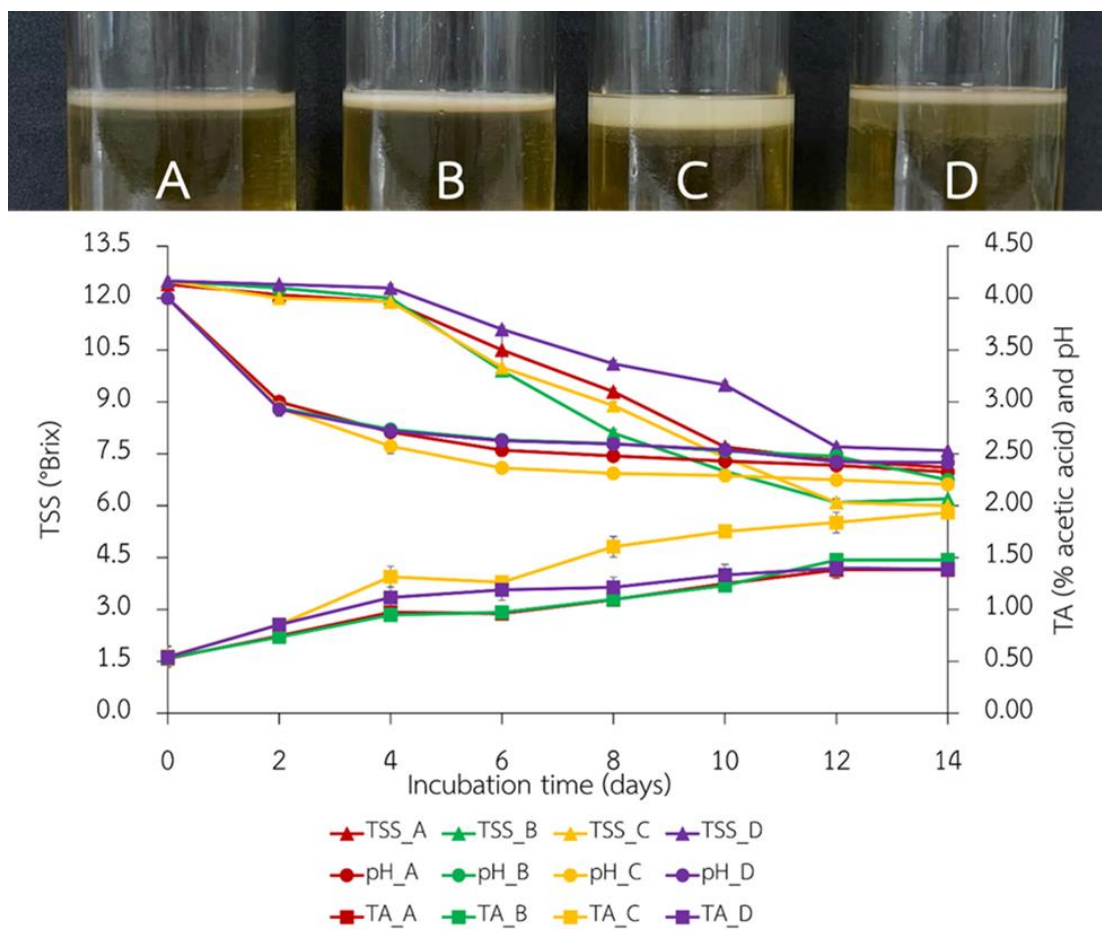 A B C D
13.5 4.50
12.0 4.00
10.5 3.50
9.0 3.00
7.5 2.50
6.0 2.00
4.5 1.50
3.0 1.00
1.5 0.50
0.0 0.00
TSS (°Brix)
TA (% acetic acid) and pH
0 2 4 6 8 10 12 14
Incubation time (days)
TSS_A TSS_B TSS_C TSS_D
pH_A pH_B pH_C pH_D
TA_A TA_B TA_C TA_D